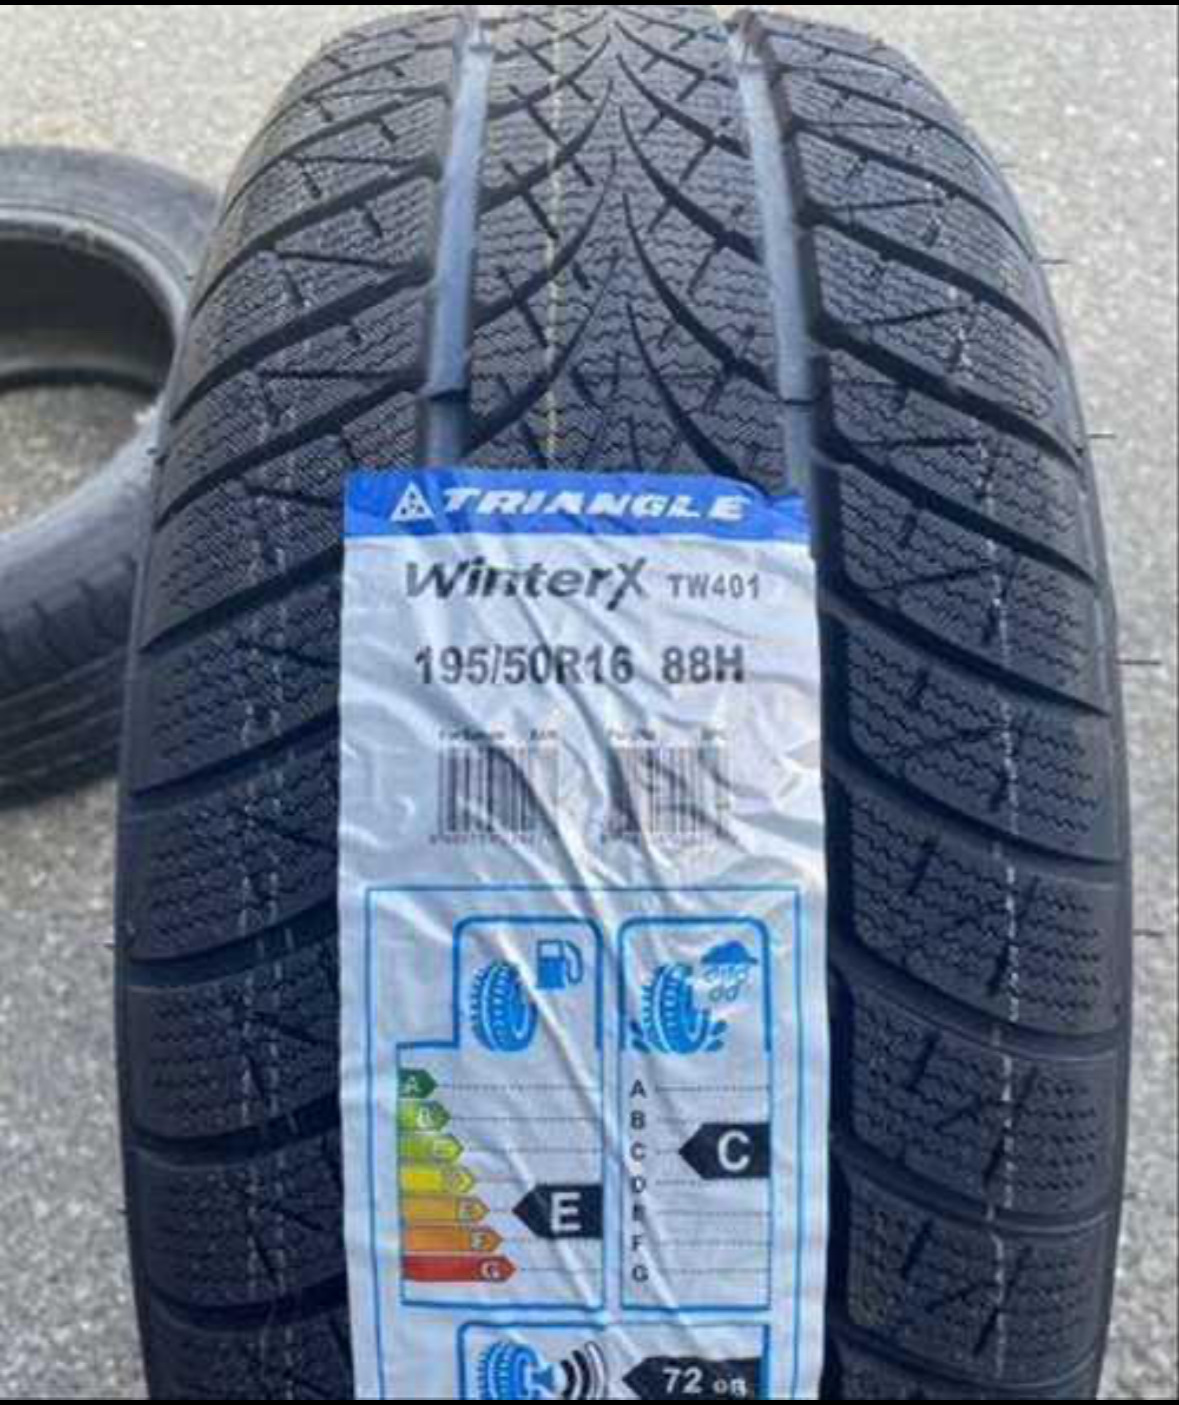 TRIANGLE
WinterX TW401
195/50R16 88H
A
B
C
D
E
F
G
E
A
B
C
D
E
F
G
C
72 dB